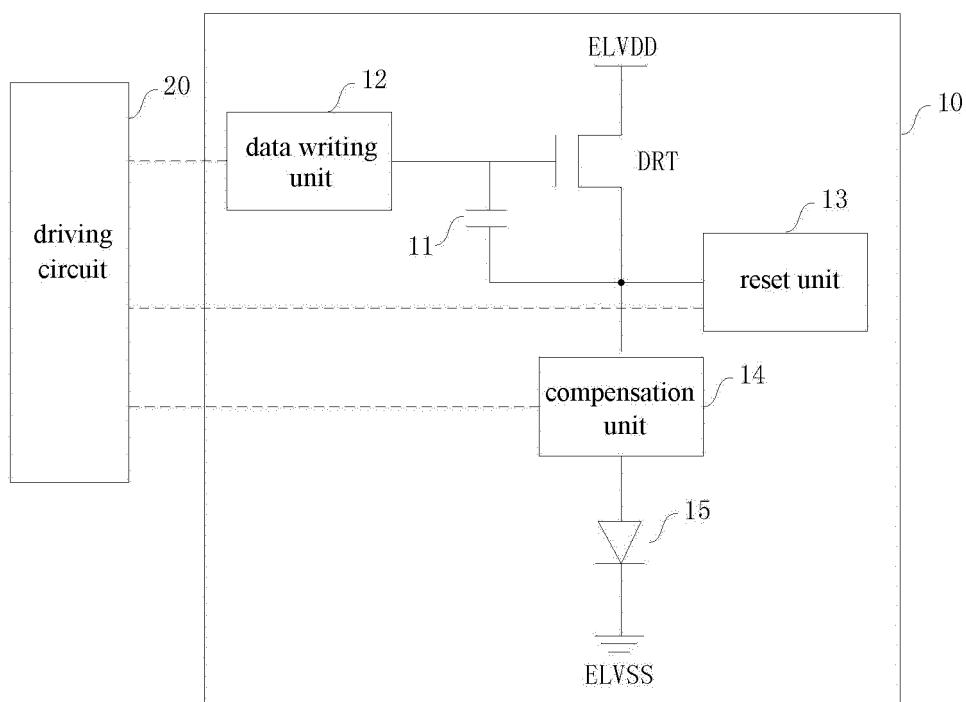 ELVDD
20
12
10
data writing
unit
DRT
13
driving
circuit
11
reset unit
14
compensation
unit
15
ELVSS